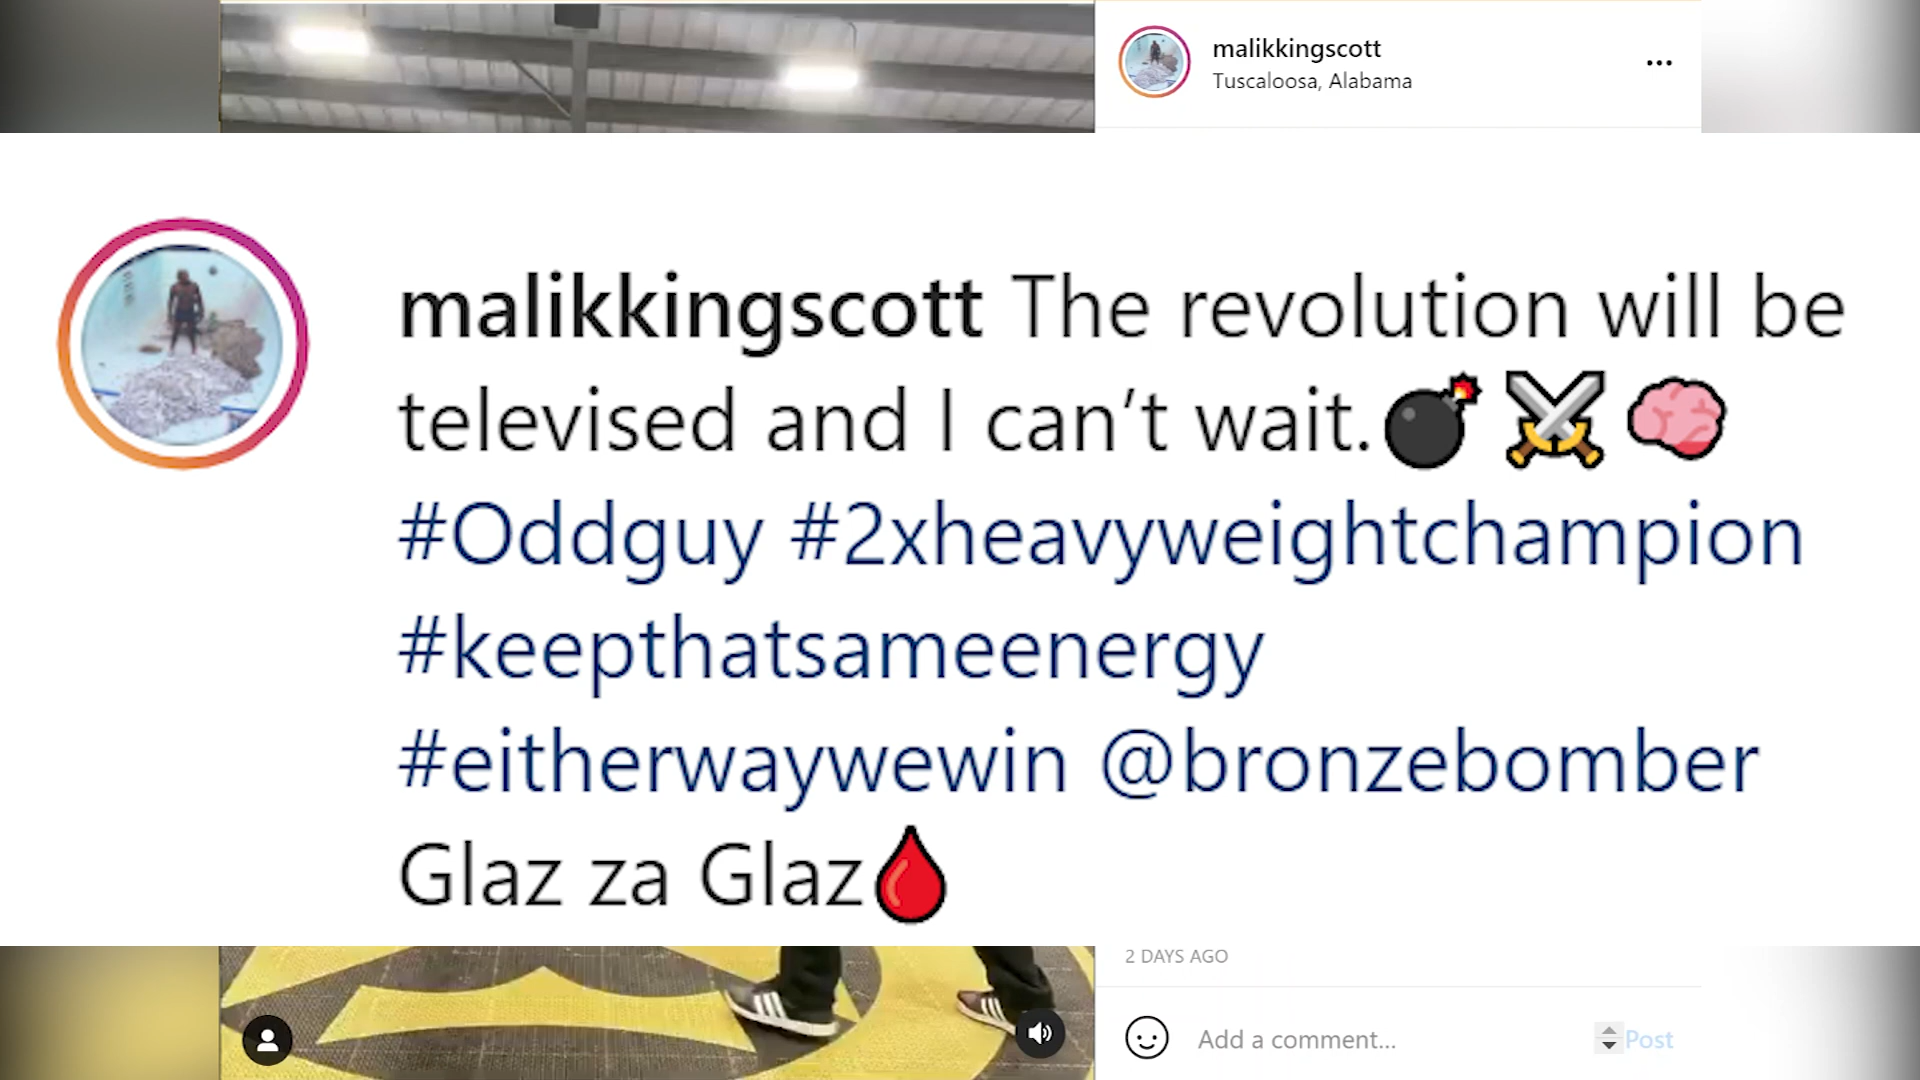 malikkingscott
Tuscaloosa, Alabama
malikkingscott The revolution will be
televised and I can’t wait.💣⚔️🧠
#Oddguy #2xheavyweightchampion
#keepthatsameenergy
#eitherwaywewin @bronzebomber
Glaz za Glaz🩸
2 DAYS AGO
Add a comment...
Post